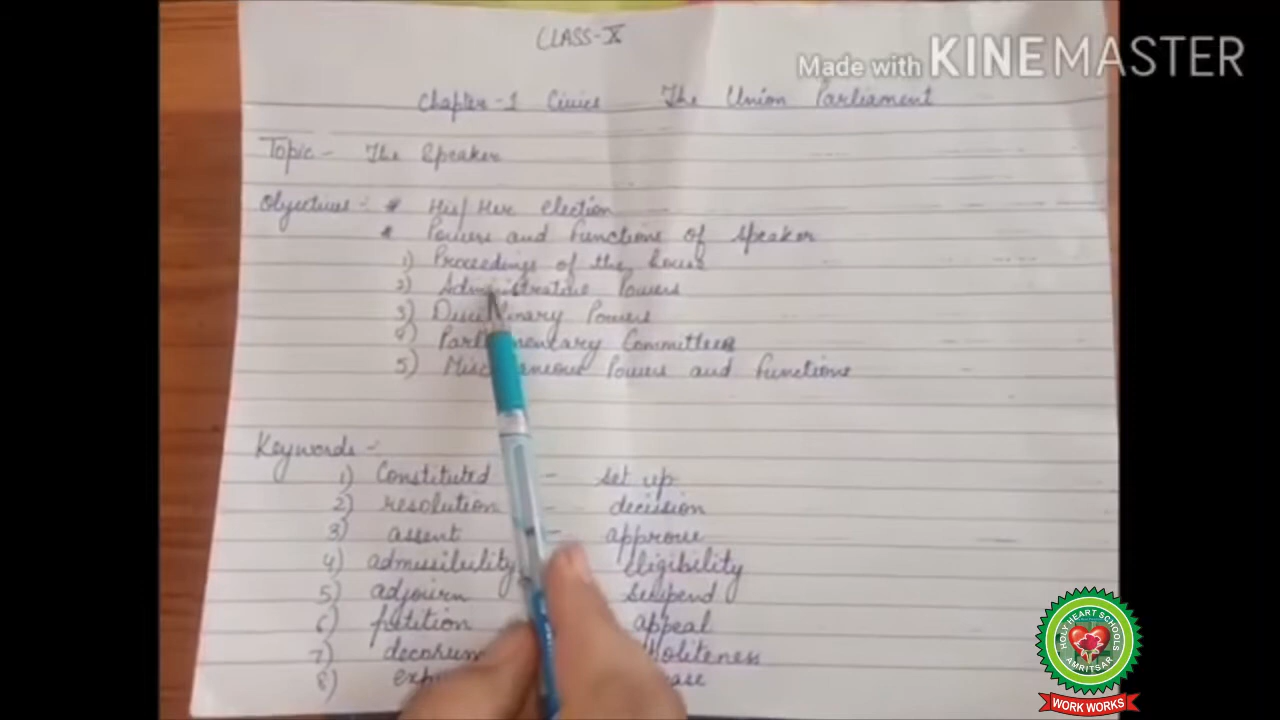 CLASS-X
Made with KINEMASTER
Chapter-1 Civics The Union Parliament
Topic- The Speaker
Objectives:- * His/Her election
* Powers and functions of speaker
1) Proceedings of the house
2) Administrative Powers
3) Disciplinary Powers
4) Parliamentary Committees
5) Miscellaneous Powers and functions
Keywords-:
1) Constituted - set up
2) resolution - decision
3) assent - approve
4) admissibility eligibility
5) adjourn suspend
6) petition appeal
7) decorum politeness
8)
HOLY HEART SCHOOLS
AMRITSAR
WORK WORKS